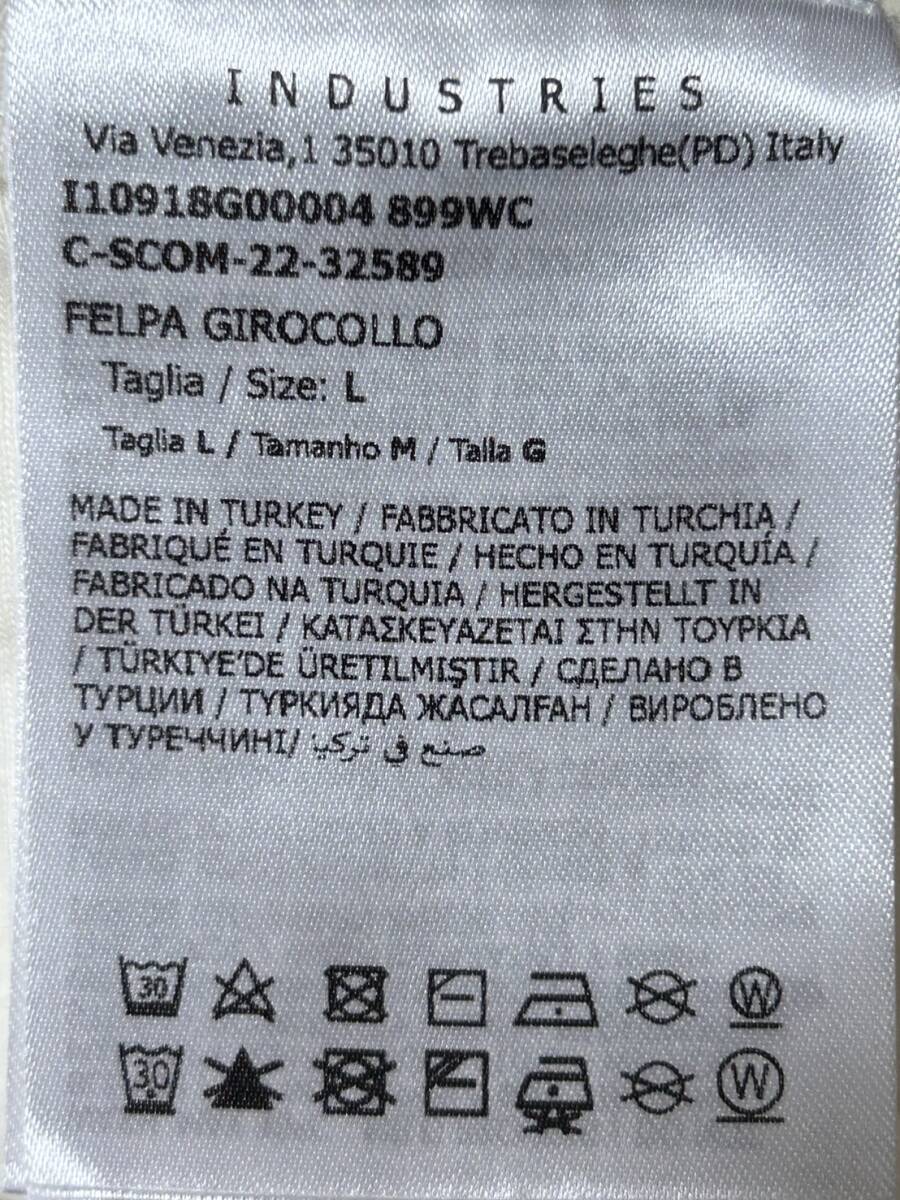 INDUSTRIES
Via Venezia,1 35010 Trebaseleghe(PD) Italy
I10918G00004 899WC
C-SCOM-22-32589
FELPA GIROCOLLO
Taglia / Size: L
Taglia L / Tamanho M / Talla G
MADE IN TURKEY / FABBRICATO IN TURCHIA /
FABRIQUÉ EN TURQUIE / HECHO EN TURQUÍA /
FABRICADO NA TURQUIA / HERGESTELLT IN
DER TÜRKEI / ΚΑΤΑΣΚΕΥΑΖΕΤΑΙ ΣΤΗΝ ΤΟΥΡΚΙΑ
/ TÜRKIYE'DE ÜRETILMIŞTIR / СДЕЛАНО В
ТУРЦИИ / ТҮРКИЯДА ЖАСАЛҒАН / ВИРОБЛЕНО
У ТУРЕЧЧИНІ/ صنع في تركيا
30 W
30 W